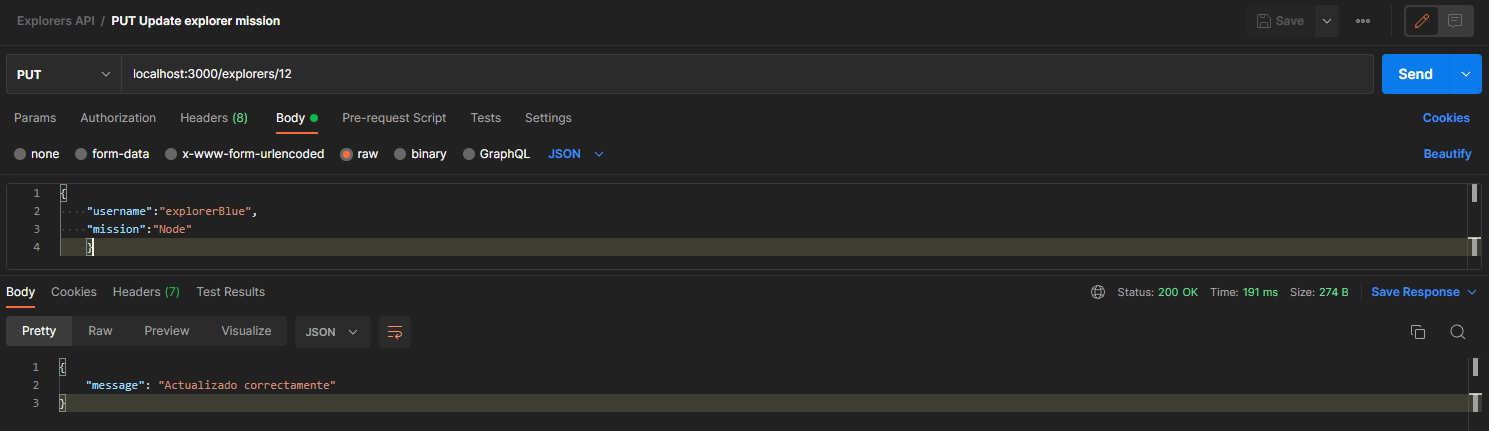 Explorers API / PUT Update explorer mission
Save
PUT localhost:3000/explorers/12 Send
Params Authorization Headers (8) Body Pre-request Script Tests Settings Cookies
none form-data x-www-form-urlencoded raw binary GraphQL JSON Beautify
1 {
2 "username":"explorerBlue",
3 "mission":"Node"
4 }
Body Cookies Headers (7) Test Results Status: 200 OK Time: 191 ms Size: 274 B Save Response
Pretty Raw Preview Visualize JSON
1 {
2 "message": "Actualizado correctamente"
3 }